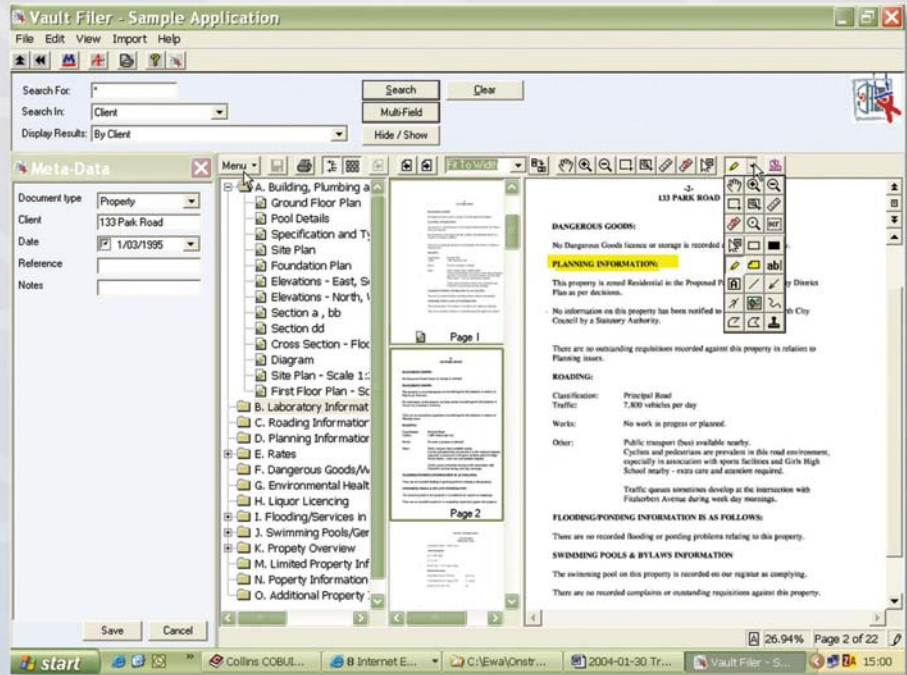 Vault Filer - Sample Application
File Edit View Import Help
Search For: *
Search Clear
Search In: Client
Multi-Field
Display Results: By Client
Hide / Show
Meta-Data
Document type Property
Client 133 Park Road
Date 1/03/1995
Reference
Notes
Save Cancel
Menu
Fit To Width
A. Building, Plumbing a
Ground Floor Plan
Pool Details
Specification and Ty
Site Plan
Foundation Plan
Elevations - East, S
Elevations - North,
Section a , bb
Section dd
Cross Section - Floo
Diagram
Site Plan - Scale 1:
First Floor Plan - Sc
B. Laboratory Informat
C. Roading Information
D. Planning Information
E. Rates
F. Dangerous Goods/W
G. Environmental Healt
H. Liquor Licencing
I. Flooding/Services in
J. Swimming Pools/Ger
K. Propety Overview
M. Limited Property Inf
N. Poperty Information
O. Additional Property
Page 1
Page 2
-2-
133 PARK ROAD
DANGEROUS GOODS:
No Dangerous Goods licence or storage is recorded
PLANNING INFORMATION:
This property is zoned Residential in the Proposed District
Plan as per decisions.
No information on this property has been notified to City
Council by a Statutory Authority.
There are no outstanding requisitions recorded against this property in relation to
Planning issues.
ROADING:
Classification: Principal Road
Traffic: 7,800 vehicles per day
Works: No work in progress or planned.
Other: Public transport (bus) available nearby.
Cyclists and pedestrians are prevalent in this road environment,
especially in association with sports facilities and Girls High
School nearby - extra care and attention required.
Traffic queues sometimes develop at the intersection with
Fitzherbert Avenue during week day mornings.
FLOODING/PONDING INFORMATION IS AS FOLLOWS:
There are no recorded flooding or ponding problems relating to this property.
SWIMMING POOLS & BYLAWS INFORMATION
The swimming pool on this property is recorded on our register as complying.
There are no recorded complaints or outstanding requisitions against this property.
26.94% Page 2 of 22
start
Collins COBUI...
8 Internet E...
C:\Ewa\Onstr...
2004-01-30 Tr...
Vault Filer - S...
15:00